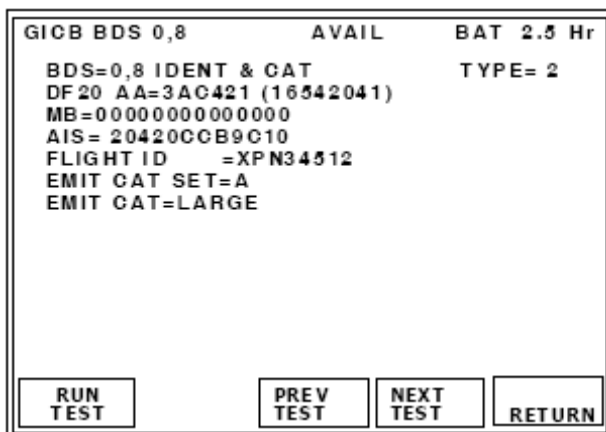 GICB BDS 0,8 AVAIL BAT 2.5 Hr
BDS=0,8 IDENT & CAT TYPE= 2
DF20 AA=3AC421 (16542041)
MB=00000000000000
AIS= 20420CCB9C10
FLIGHT ID =XPN34512
EMIT CAT SET=A
EMIT CAT=LARGE
RUN TEST
PREV TEST
NEXT TEST
RETURN